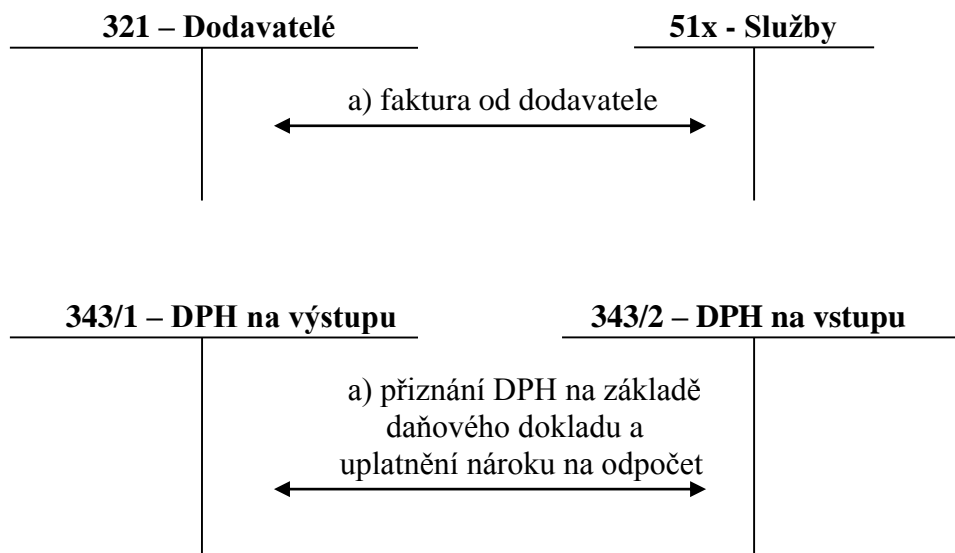 321 – Dodavatelé
51x - Služby
a) faktura od dodavatele
343/1 – DPH na výstupu
343/2 – DPH na vstupu
a) přiznání DPH na základě
daňového dokladu a
uplatnění nároku na odpočet